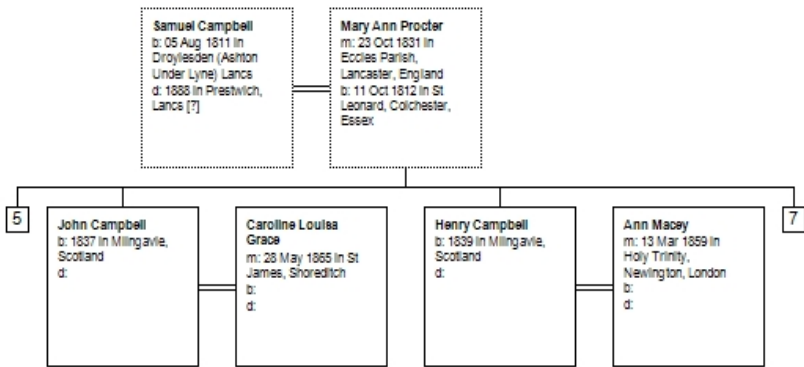 Samuel Campbell
b: 05 Aug 1811 in
Droylesden (Ashton
Under Lyne) Lancs
d: 1888 in Prestwich,
Lancs [?]
Mary Ann Procter
m: 23 Oct 1831 in
Eccles Parish,
Lancaster, England
b: 11 Oct 1812 in St
Leonard, Colchester,
Essex
5
John Campbell
b: 1837 in Milngavie,
Scotland
d:
Caroline Louisa
Grace
m: 28 May 1865 in St
James, Shoreditch
b:
d:
Henry Campbell
b: 1839 in Milngavie,
Scotland
d:
Ann Macey
m: 13 Mar 1859 in
Holy Trinity,
Newington, London
b:
d:
7